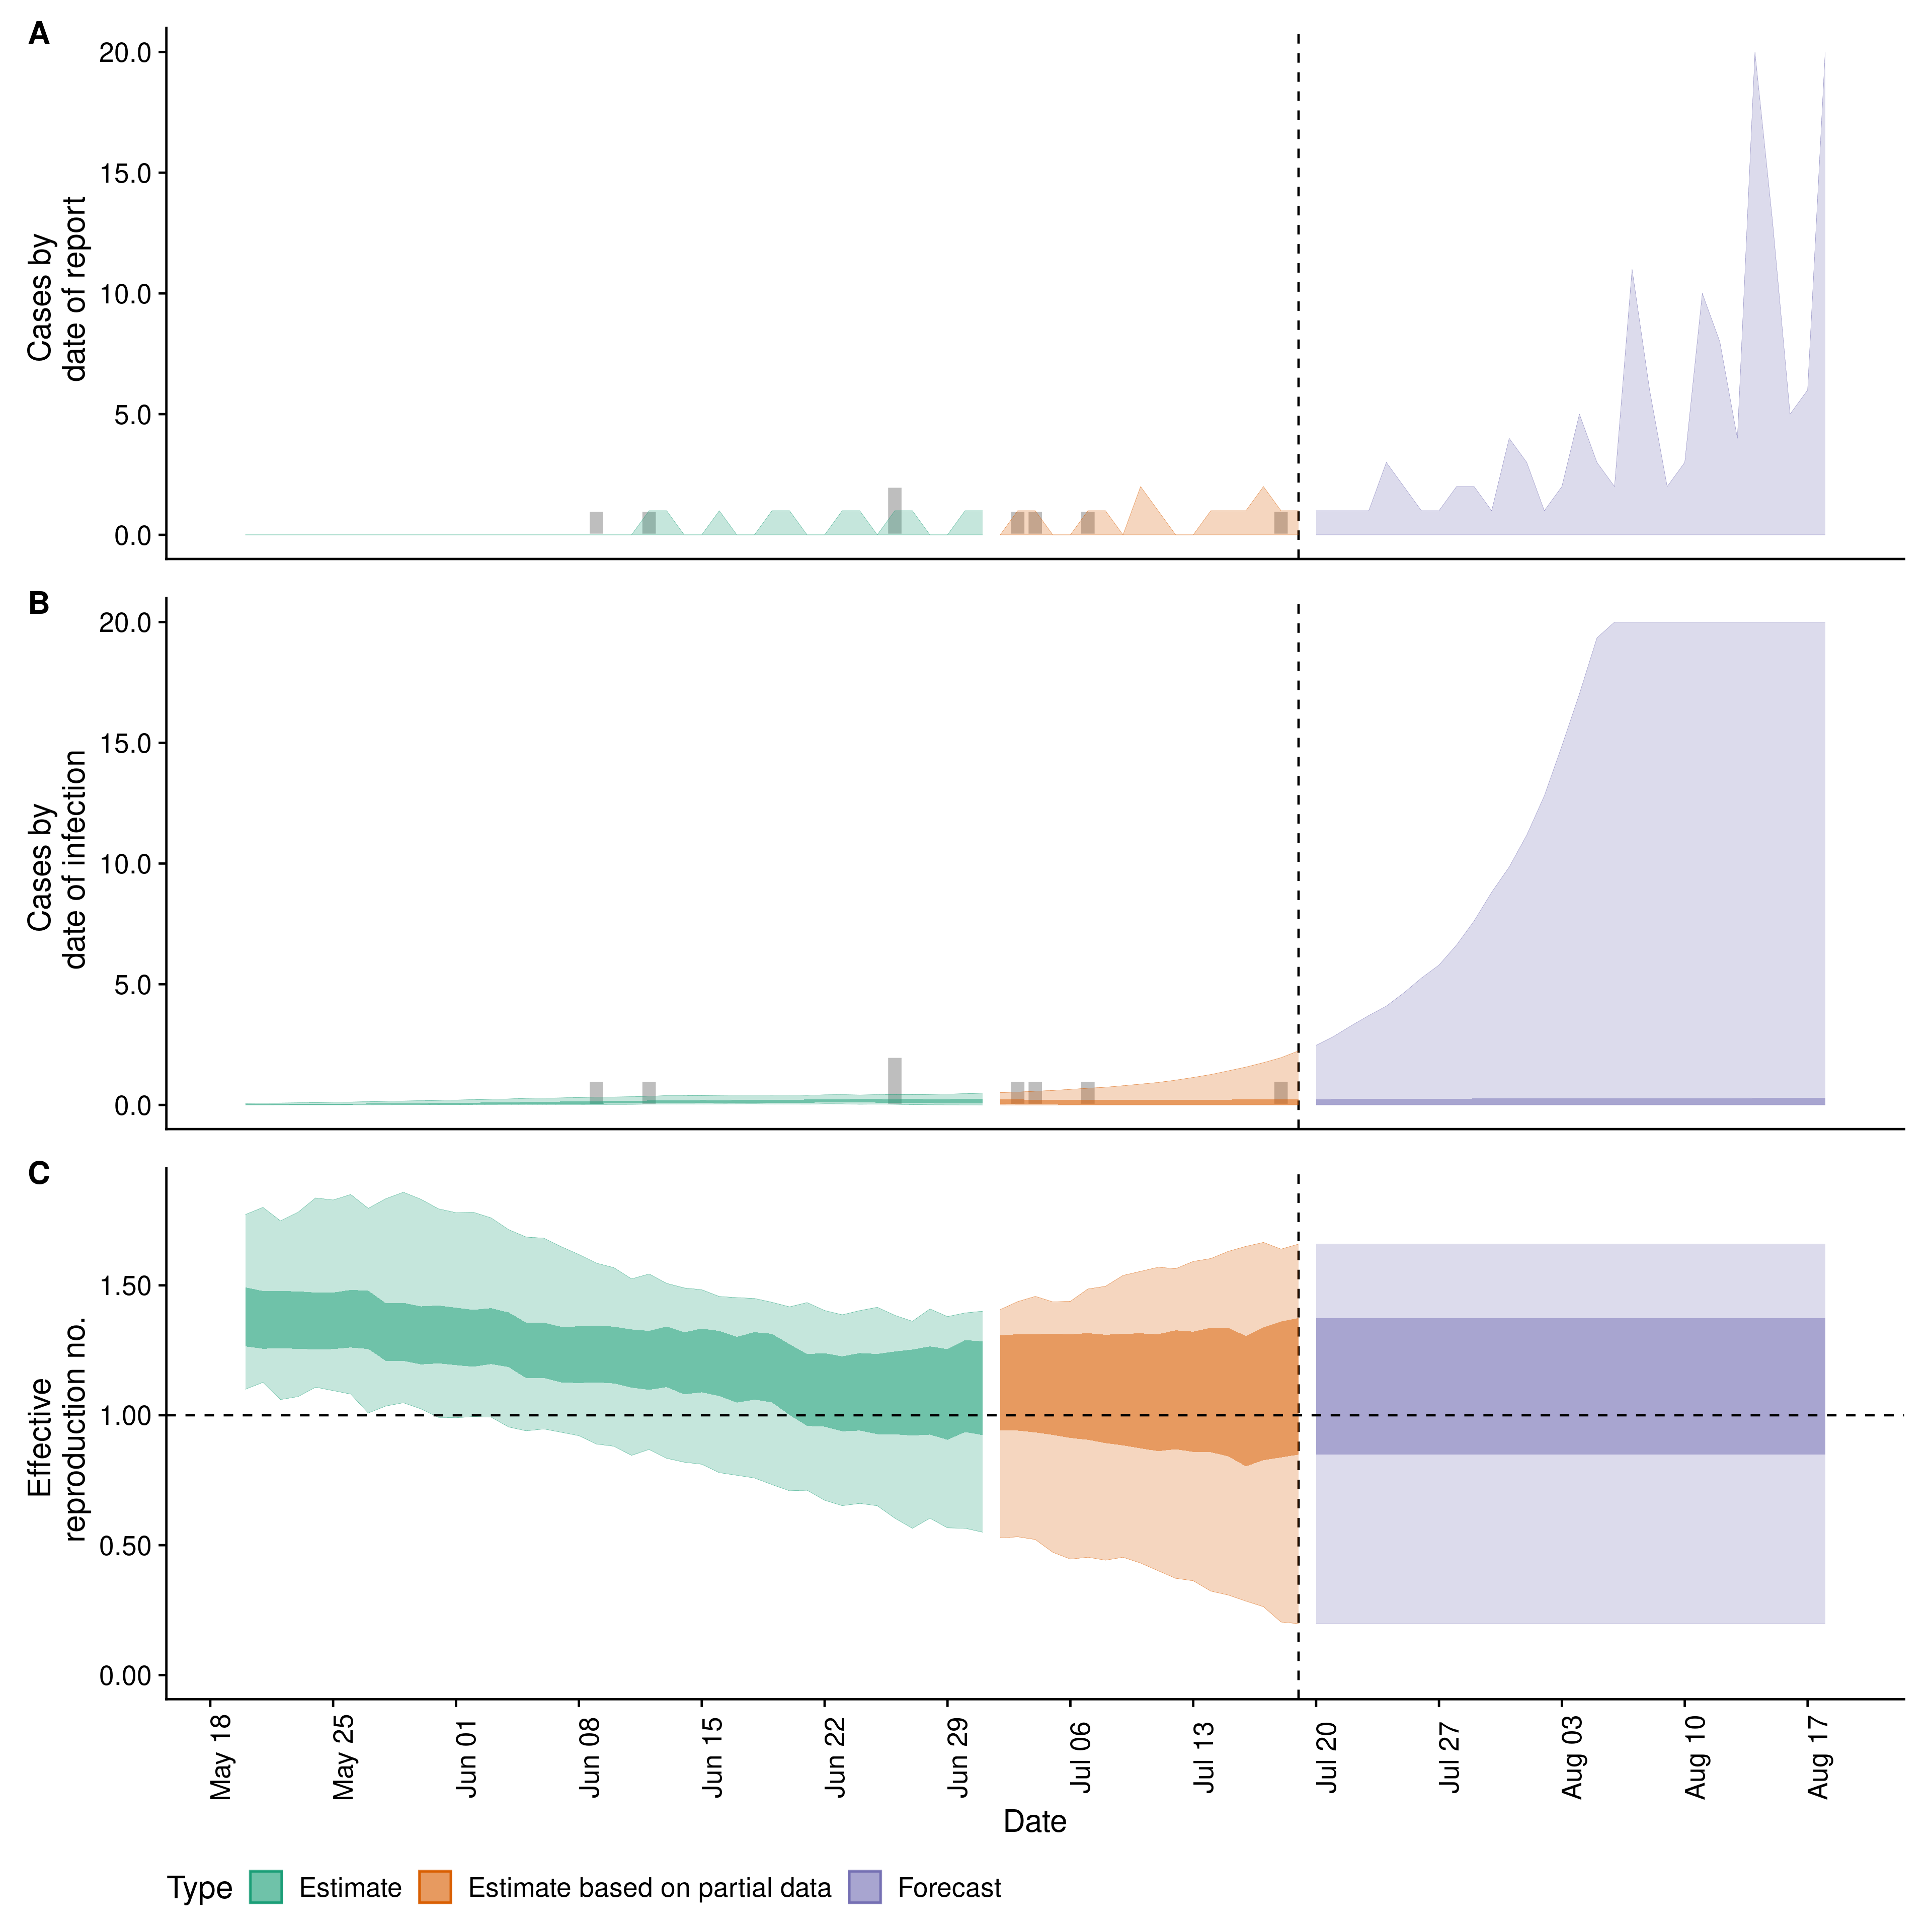 A
20.0
15.0
10.0
5.0
0.0
Cases by
date of report
B
20.0
15.0
10.0
5.0
0.0
Cases by
date of infection
C
1.50
1.00
0.50
0.00
Effective
reproduction no.
May 18
May 25
Jun 01
Jun 08
Jun 15
Jun 22
Jun 29
Jul 06
Jul 13
Jul 20
Jul 27
Aug 03
Aug 10
Aug 17
Date
Type Estimate Estimate based on partial data Forecast